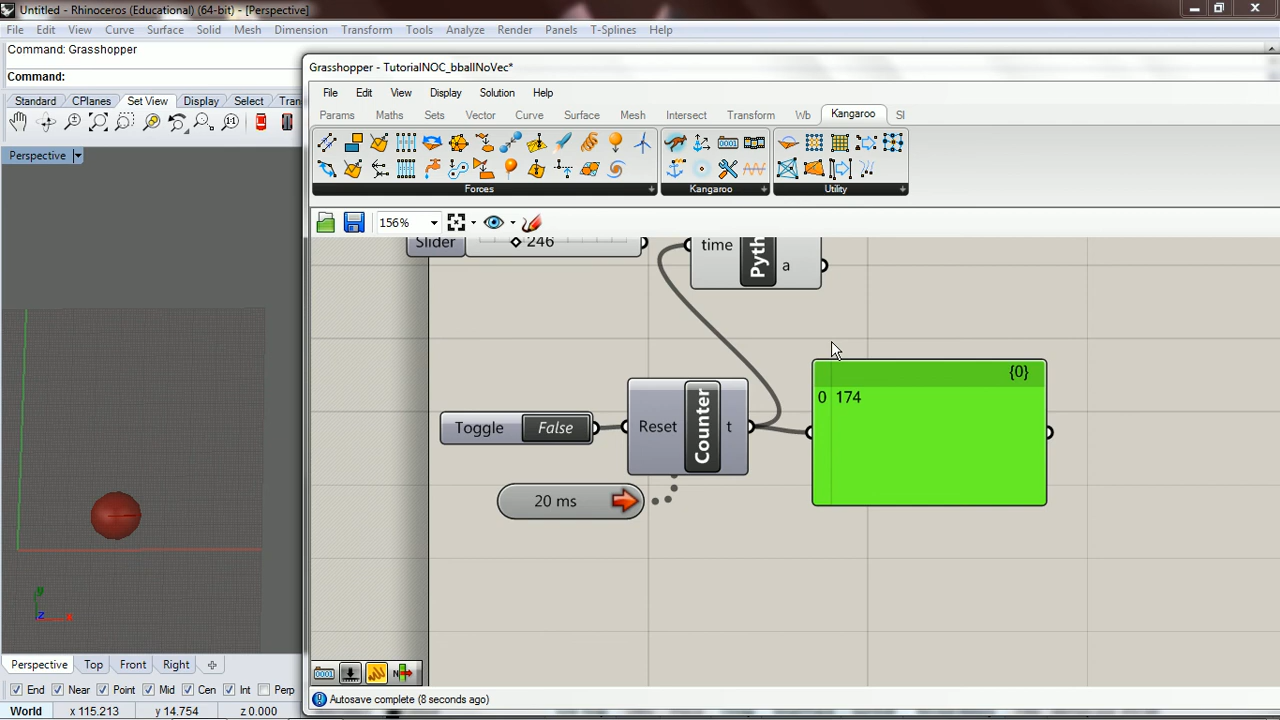 Untitled - Rhinoceros (Educational) (64-bit) - [Perspective]
File Edit View Curve Surface Solid Mesh Dimension Transform Tools Analyze Render Panels T-Splines Help
Command: Grasshopper
Command:
Standard CPlanes Set View Display Select Tran
Perspective
Grasshopper - TutorialNOC_bballNoVec*
File Edit View Display Solution Help
Params Maths Sets Vector Curve Surface Mesh Intersect Transform Wb Kangaroo SI
Forces Kangaroo Utility
156%
Slider 246
time Pyth a
{0}
0 174
Toggle False
Reset Counter t
20 ms
y
z x
Perspective Top Front Right
End Near Point Mid Cen Int Perp
World x 115.213 y 14.754 z 0.000
Autosave complete (8 seconds ago)